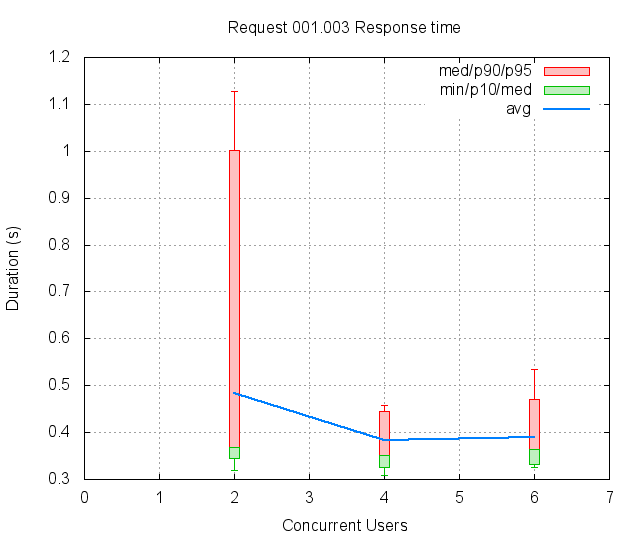 Request 001.003 Response time
med/p90/p95
min/p10/med
avg
Duration (s)
1.2
1.1
1
0.9
0.8
0.7
0.6
0.5
0.4
0.3
0 1 2 3 4 5 6 7
Concurrent Users